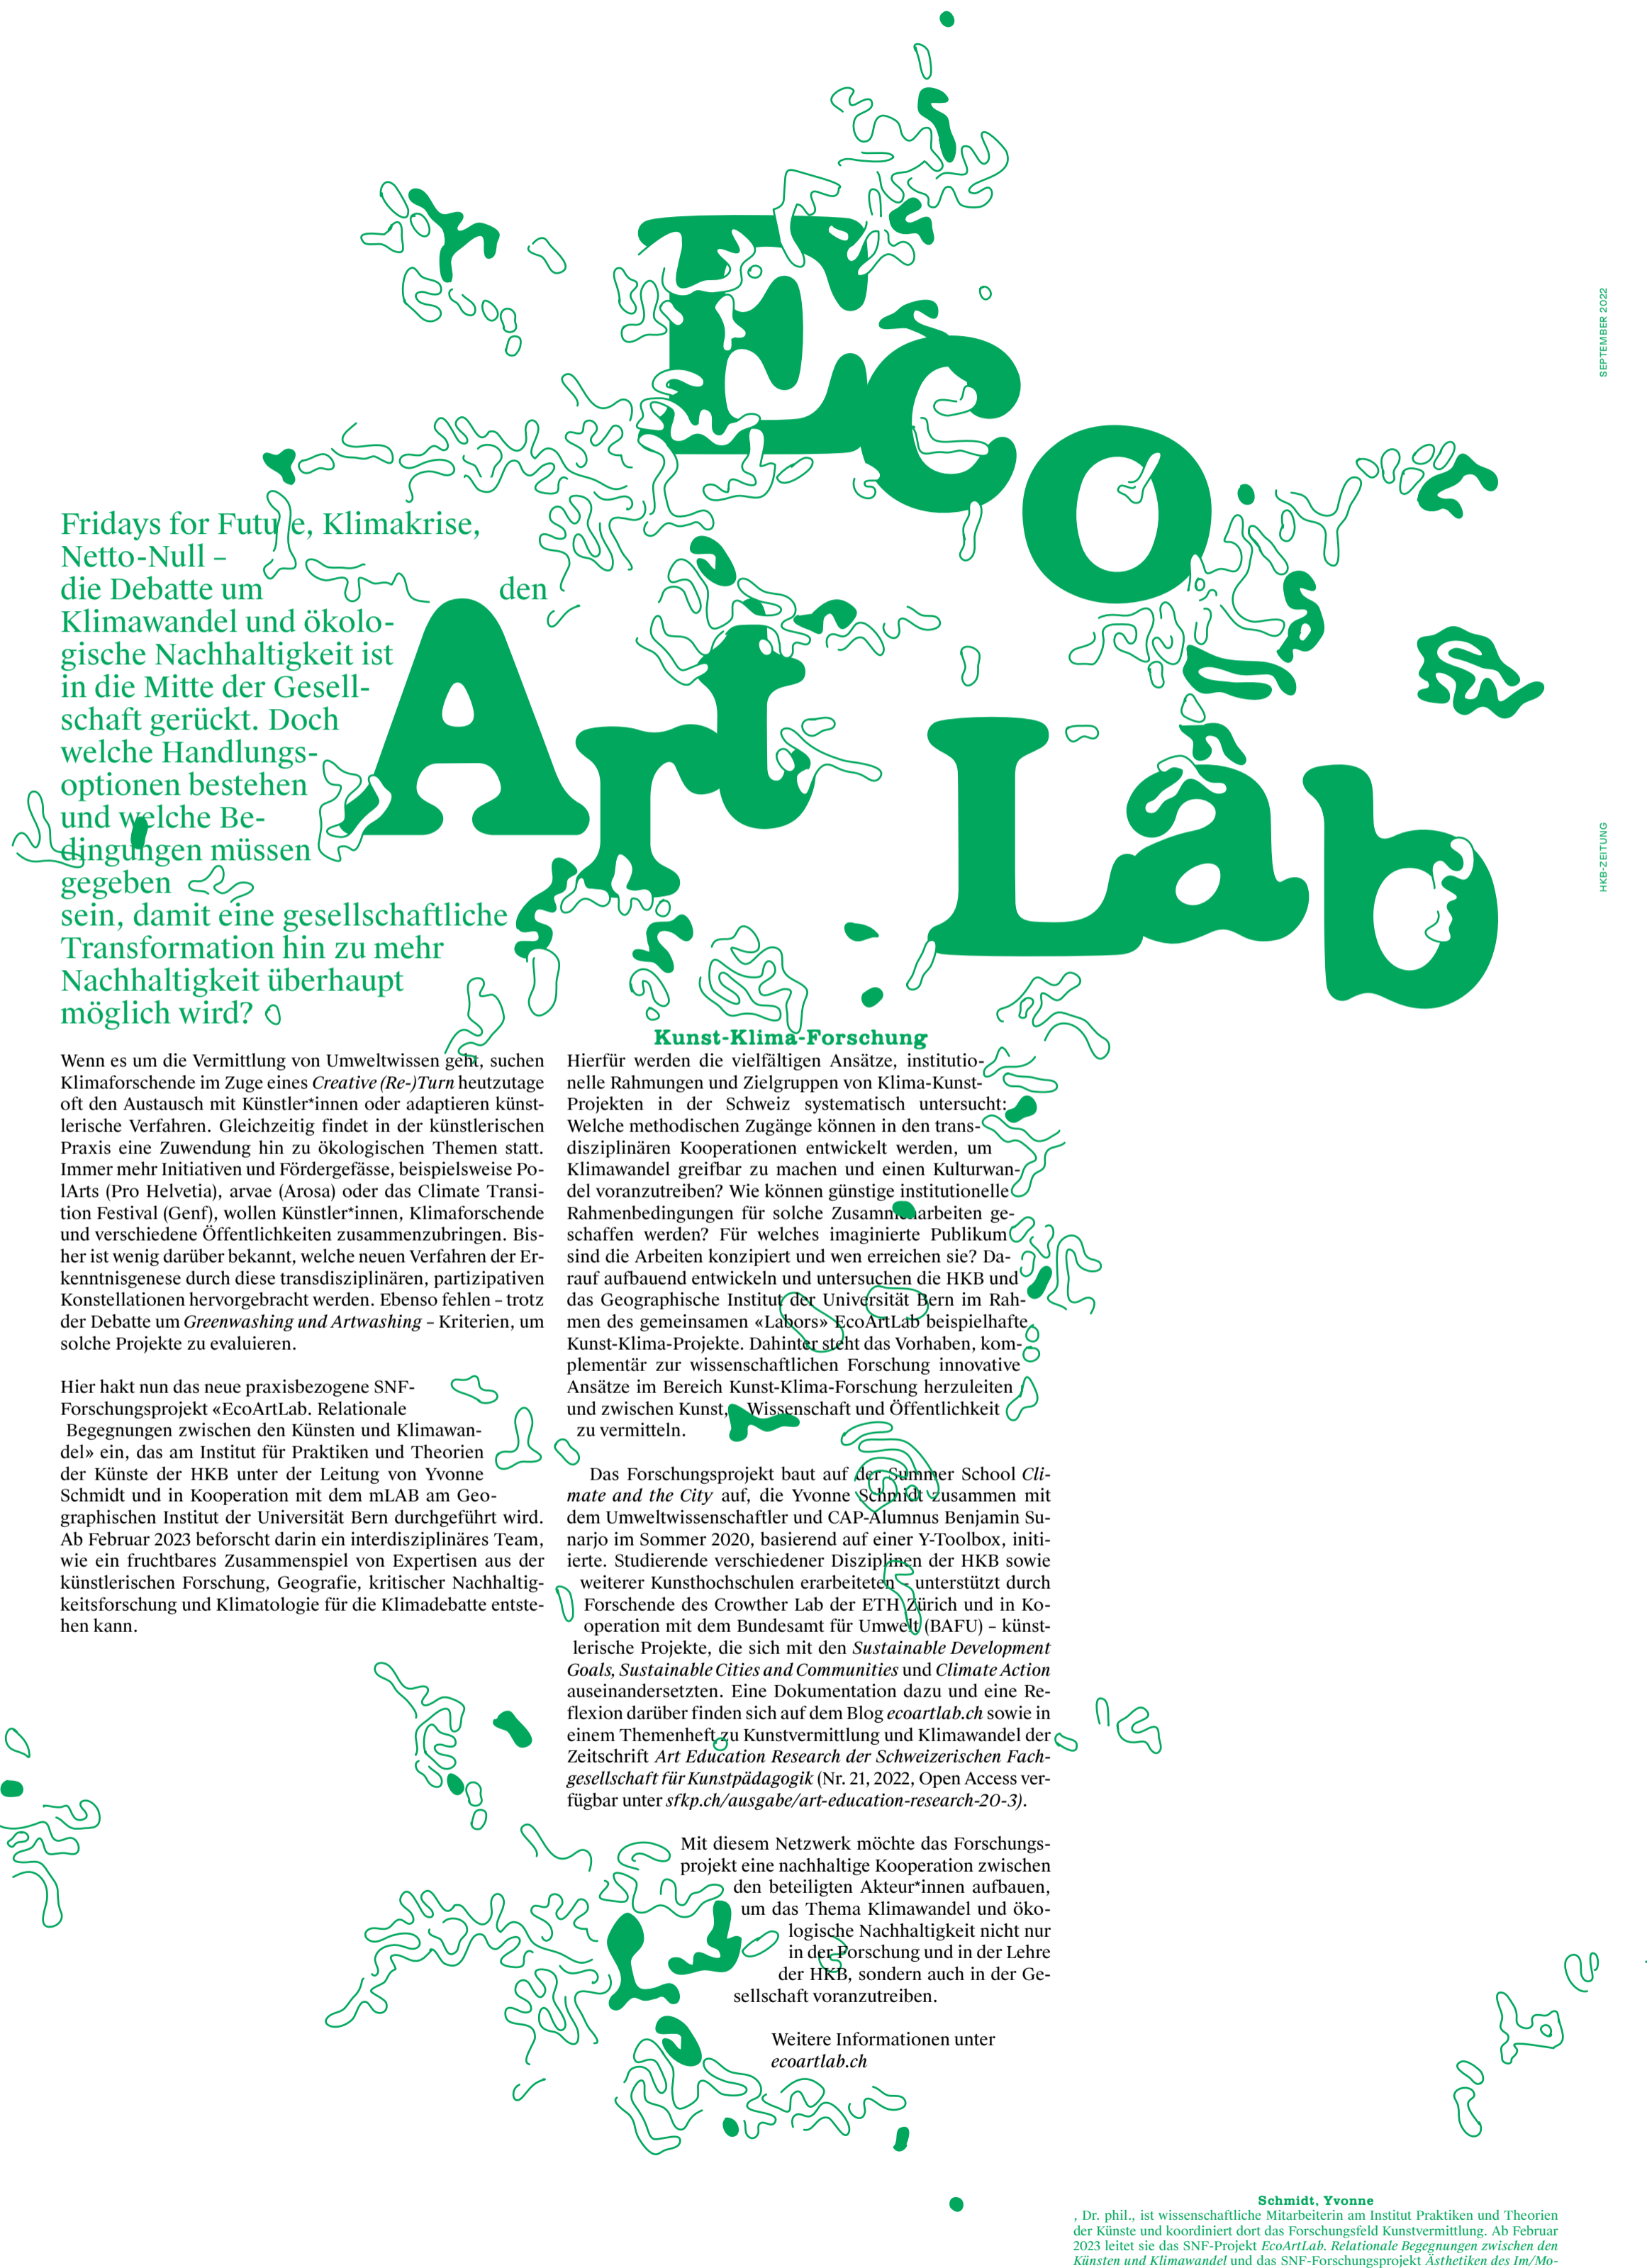 Eco
Art Lab
SEPTEMBER 2022
HKB-ZEITUNG
Fridays for Future, Klimakrise,
Netto-Null –
die Debatte um den
Klimawandel und ökolo-
gische Nachhaltigkeit ist
in die Mitte der Gesell-
schaft gerückt. Doch
welche Handlungs-
optionen bestehen
und welche Be-
dingungen müssen
gegeben
sein, damit eine gesellschaftliche
Transformation hin zu mehr
Nachhaltigkeit überhaupt
möglich wird?
Wenn es um die Vermittlung von Umweltwissen geht, suchen
Klimaforschende im Zuge eines Creative (Re-)Turn heutzutage
oft den Austausch mit Künstler*innen oder adaptieren künst-
lerische Verfahren. Gleichzeitig findet in der künstlerischen
Praxis eine Zuwendung hin zu ökologischen Themen statt.
Immer mehr Initiativen und Fördergefässe, beispielsweise Po-
lArts (Pro Helvetia), arvae (Arosa) oder das Climate Transi-
tion Festival (Genf), wollen Künstler*innen, Klimaforschende
und verschiedene Öffentlichkeiten zusammenzubringen. Bis-
her ist wenig darüber bekannt, welche neuen Verfahren der Er-
kenntnisgenese durch diese transdisziplinären, partizipativen
Konstellationen hervorgebracht werden. Ebenso fehlen – trotz
der Debatte um Greenwashing und Artwashing – Kriterien, um
solche Projekte zu evaluieren.
Hier hakt nun das neue praxisbezogene SNF-
Forschungsprojekt «EcoArtLab. Relationale
Begegnungen zwischen den Künsten und Klimawan-
del» ein, das am Institut für Praktiken und Theorien
der Künste der HKB unter der Leitung von Yvonne
Schmidt und in Kooperation mit dem mLAB am Geo-
graphischen Institut der Universität Bern durchgeführt wird.
Ab Februar 2023 beforscht darin ein interdisziplinäres Team,
wie ein fruchtbares Zusammenspiel von Expertisen aus der
künstlerischen Forschung, Geografie, kritischer Nachhaltig-
keitsforschung und Klimatologie für die Klimadebatte entste-
hen kann.
Kunst-Klima-Forschung
Hierfür werden die vielfältigen Ansätze, institutio-
nelle Rahmungen und Zielgruppen von Klima-Kunst-
Projekten in der Schweiz systematisch untersucht:
Welche methodischen Zugänge können in den trans-
disziplinären Kooperationen entwickelt werden, um
Klimawandel greifbar zu machen und einen Kulturwan-
del voranzutreiben? Wie können günstige institutionelle
Rahmenbedingungen für solche Zusammenarbeiten ge-
schaffen werden? Für welches imaginierte Publikum
sind die Arbeiten konzipiert und wen erreichen sie? Da-
rauf aufbauend entwickeln und untersuchen die HKB und
das Geographische Institut der Universität Bern im Rah-
men des gemeinsamen «Labors» EcoArtLab beispielhafte
Kunst-Klima-Projekte. Dahinter steht das Vorhaben, kom-
plementär zur wissenschaftlichen Forschung innovative
Ansätze im Bereich Kunst-Klima-Forschung herzuleiten
und zwischen Kunst, Wissenschaft und Öffentlichkeit
zu vermitteln.
Das Forschungsprojekt baut auf der Summer School Cli-
mate and the City auf, die Yvonne Schmidt zusammen mit
dem Umweltwissenschaftler und CAP-Alumnus Benjamin Su-
narjo im Sommer 2020, basierend auf einer Y-Toolbox, initi-
ierte. Studierende verschiedener Disziplinen der HKB sowie
weiterer Kunsthochschulen erarbeiteten – unterstützt durch
Forschende des Crowther Lab der ETH Zürich und in Ko-
operation mit dem Bundesamt für Umwelt (BAFU) – künst-
lerische Projekte, die sich mit den Sustainable Development
Goals, Sustainable Cities and Communities und Climate Action
auseinandersetzten. Eine Dokumentation dazu und eine Re-
flexion darüber finden sich auf dem Blog ecoartlab.ch sowie in
einem Themenheft zu Kunstvermittlung und Klimawandel der
Zeitschrift Art Education Research der Schweizerischen Fach-
gesellschaft für Kunstpädagogik (Nr. 21, 2022, Open Access ver-
fügbar unter sfkp.ch/ausgabe/art-education-research-20-3).
Mit diesem Netzwerk möchte das Forschungs-
projekt eine nachhaltige Kooperation zwischen
den beteiligten Akteur*innen aufbauen,
um das Thema Klimawandel und öko-
logische Nachhaltigkeit nicht nur
in der Forschung und in der Lehre
der HKB, sondern auch in der Ge-
sellschaft voranzutreiben.
Weitere Informationen unter
ecoartlab.ch
Schmidt, Yvonne
, Dr. phil., ist wissenschaftliche Mitarbeiterin am Institut Praktiken und Theorien
der Künste und koordiniert dort das Forschungsfeld Kunstvermittlung. Ab Februar
2023 leitet sie das SNF-Projekt EcoArtLab. Relationale Begegnungen zwischen den
Künsten und Klimawandel und das SNF-Forschungsprojekt Ästhetiken des Im/Mo-